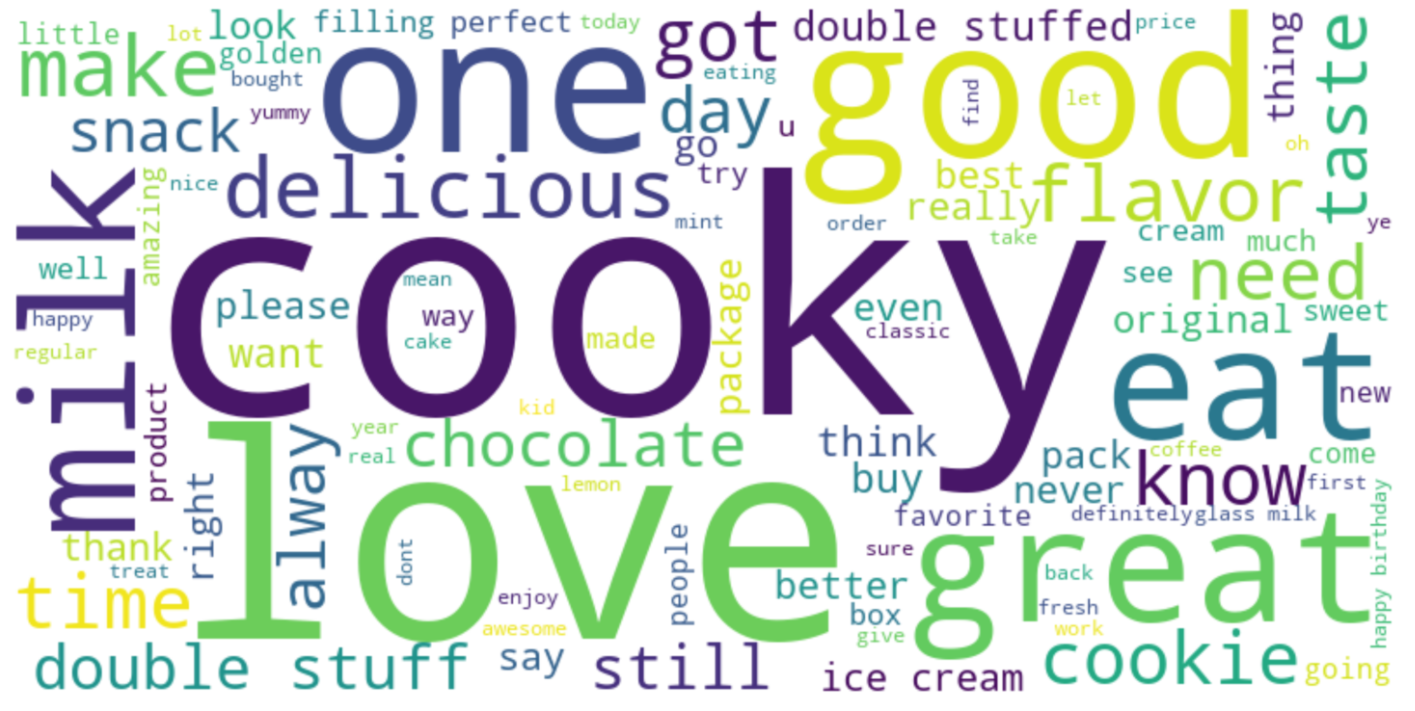 little
lot
look
filling
perfect
today
got
double stuffed
price
thing
taste
make
golden
bought
one
eating
good
find
let
snack
yummy
day
u
go
oh
milk
amazing
nice
delicious
try
mint
best
really
flavor
order
take
cream
much
ye
well
happy
regular
cooky
mean
please
way
cake
want
made
package
even
classic
see
need
original
sweet
eat
new
product
kid
year
real
chocolate
think
buy
pack
coffee
never
know
come
first
love
alway
right
lemon
favorite
definitely
glass milk
happy birthday
thank
treat
time
dont
people
sure
great
back
better
enjoy
awesome
box
fresh
give
work
double stuff
say
still
ice cream
cookie
going